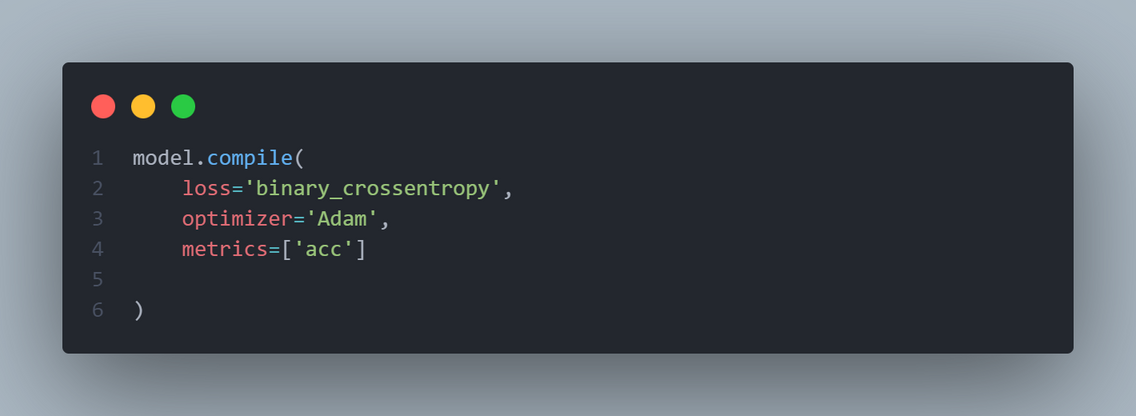 1 model.compile(
2     loss='binary_crossentropy',
3     optimizer='Adam',
4     metrics=['acc']
5
6 )